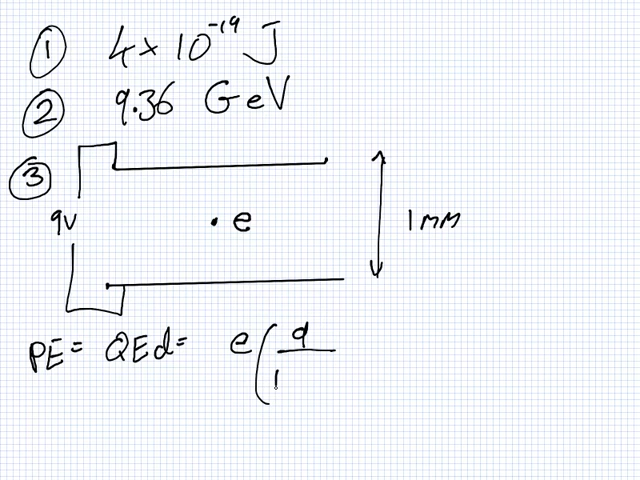 ① 4 × 10⁻¹⁹ J
② 9.36 GeV
③
9V
• e
1mm
PE = QEd = e ( 9 / 1